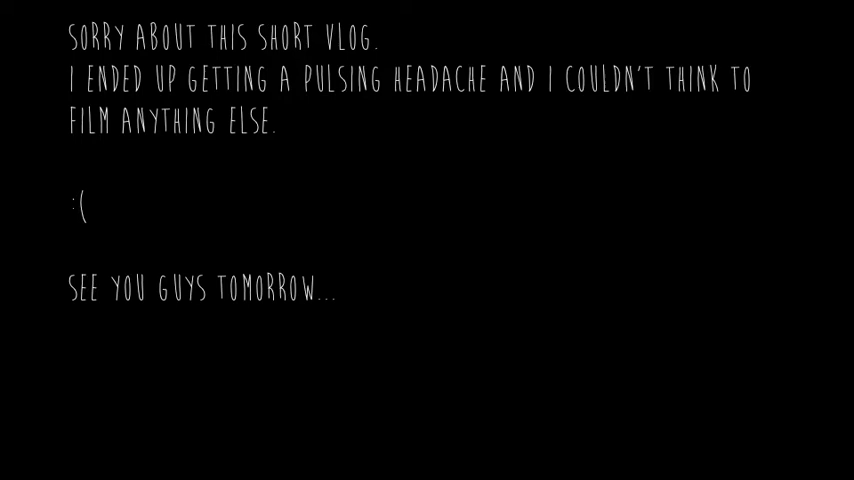 SORRY ABOUT THIS SHORT VLOG.
I ENDED UP GETTING A PULSING HEADACHE AND I COULDN'T THINK TO
FILM ANYTHING ELSE.
:(
SEE YOU GUYS TOMORROW...